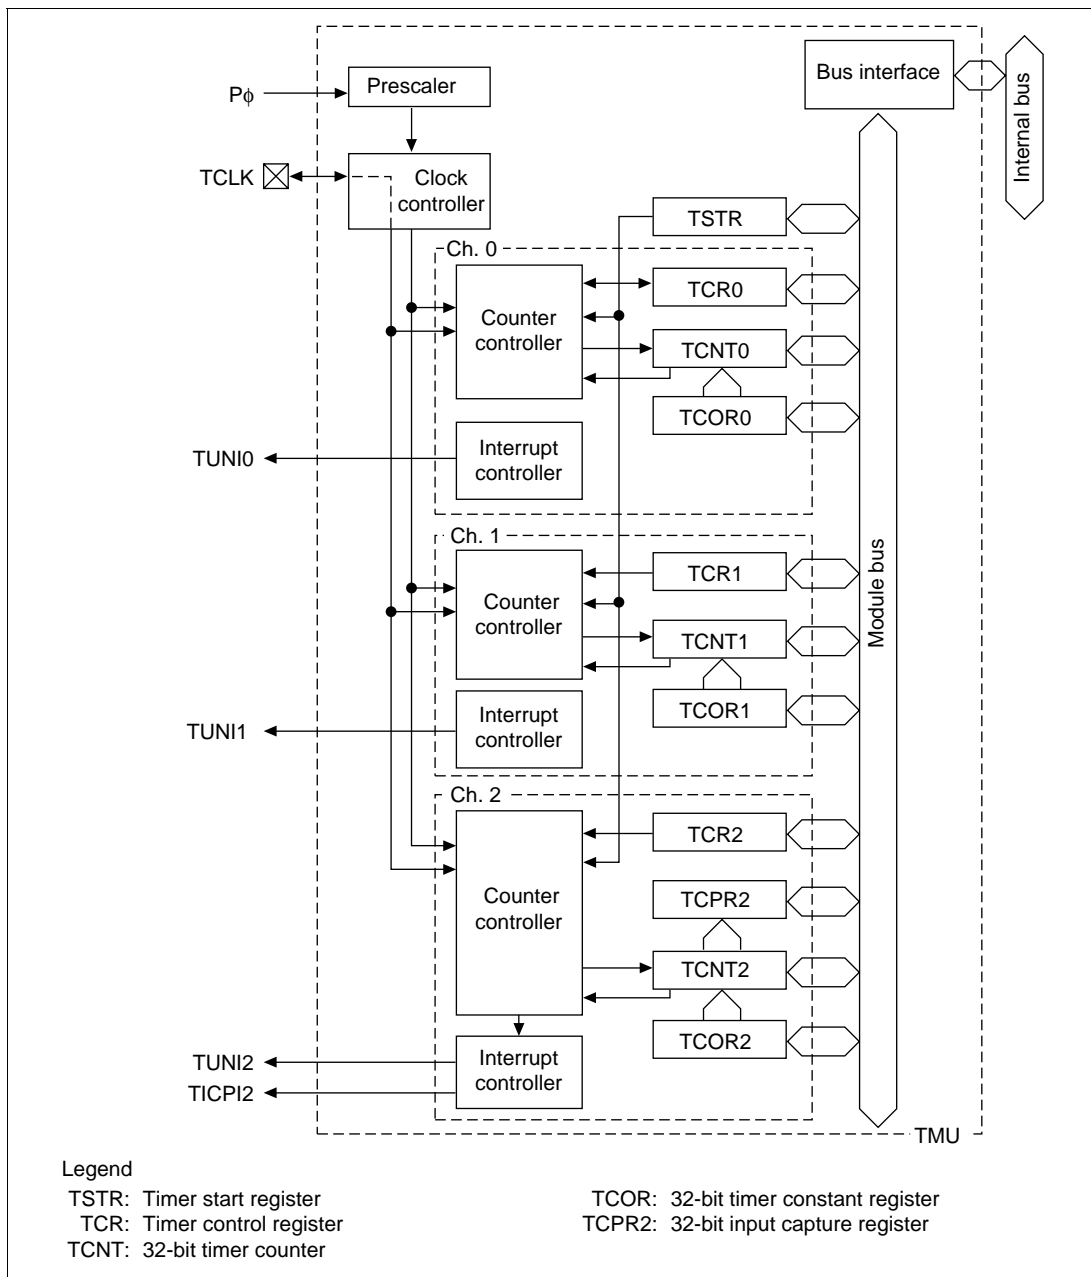 Bus interface
Internal bus
Prescaler
Pϕ
TCLK
Clock
controller
TSTR
Ch. 0
Counter
controller
TCR0
TCNT0
TCOR0
Interrupt
controller
TUNI0
Ch. 1
Counter
controller
TCR1
TCNT1
TCOR1
Interrupt
controller
TUNI1
Module bus
Ch. 2
Counter
controller
TCR2
TCPR2
TCNT2
TCOR2
Interrupt
controller
TUNI2
TICPI2
TMU
Legend
TSTR: Timer start register
TCR: Timer control register
TCNT: 32-bit timer counter
TCOR: 32-bit timer constant register
TCPR2: 32-bit input capture register